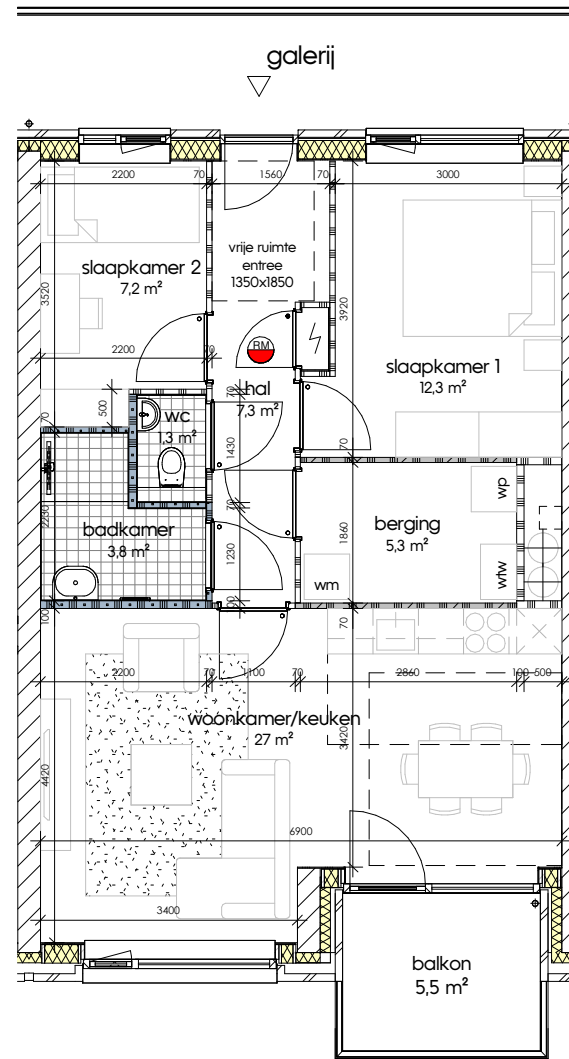 galerij
2200
70
1560
70
3000
slaapkamer 2
7,2 m²
vrije ruimte
entree
1350x1850
3520
3920
2200
70
RM
slaapkamer 1
12,3 m²
hal
7,3 m²
70
500
wc
1,3 m²
70
1430
70
2230
badkamer
3,8 m²
70
berging
5,3 m²
wp
1860
1230
wm
wtw
100
100
70
2200
70
1100
70
2860
100
500
woonkamer/keuken
27 m²
3420
4420
6900
3400
balkon
5,5 m²